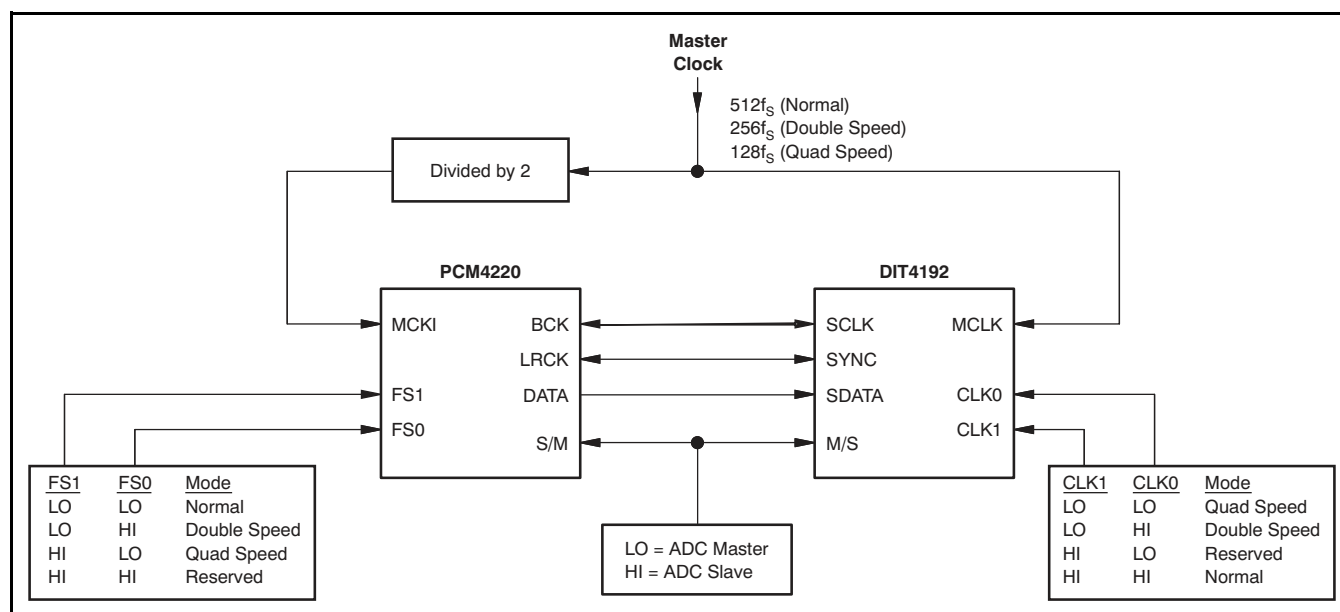 Master
Clock
512fS (Normal)
256fS (Double Speed)
128fS (Quad Speed)
Divided by 2
PCM4220
MCKI
BCK
LRCK
FS1
DATA
FS0
S/M
DIT4192
SCLK
MCLK
SYNC
SDATA
CLK0
CLK1
M/S
FS1 FS0 Mode
LO LO Normal
LO HI Double Speed
HI LO Quad Speed
HI HI Reserved
LO = ADC Master
HI = ADC Slave
CLK1 CLK0 Mode
LO LO Quad Speed
LO HI Double Speed
HI LO Reserved
HI HI Normal